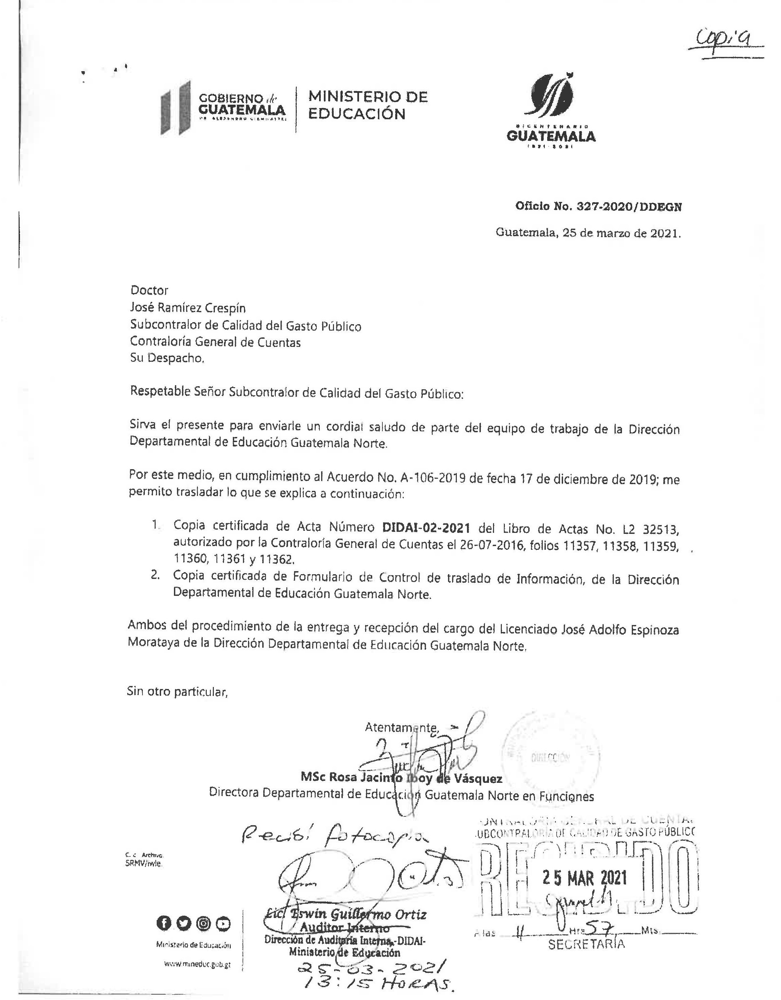 Copia
GOBIERNO de
GUATEMALA
MINISTERIO DE
EDUCACIÓN
BICENTENARIO
GUATEMALA
1821-2021
Oficio No. 327-2020/DDEGN
Guatemala, 25 de marzo de 2021.
Doctor
José Ramírez Crespín
Subcontralor de Calidad del Gasto Público
Contraloría General de Cuentas
Su Despacho.
Respetable Señor Subcontralor de Calidad del Gasto Público:
Sirva el presente para enviarle un cordial saludo de parte del equipo de trabajo de la Dirección
Departamental de Educación Guatemala Norte.
Por este medio, en cumplimiento al Acuerdo No. A-106-2019 de fecha 17 de diciembre de 2019; me
permito trasladar lo que se explica a continuación:
1. Copia certificada de Acta Número DIDAI-02-2021 del Libro de Actas No. L2 32513,
autorizado por la Contraloría General de Cuentas el 26-07-2016, folios 11357, 11358, 11359,
11360, 11361 y 11362.
2. Copia certificada de Formulario de Control de traslado de Información, de la Dirección
Departamental de Educación Guatemala Norte.
Ambos del procedimiento de la entrega y recepción del cargo del Licenciado José Adolfo Espinoza
Morataya de la Dirección Departamental de Educación Guatemala Norte.
Sin otro particular,
Atentamente,
DIRECCIÓN
MSc Rosa Jacinto Iboy de Vásquez
Directora Departamental de Educación Guatemala Norte en Funciones
Recibí fotocopia
C. c. Archivo.
SRMV/iwle
CONTRALORÍA GENERAL DE CUENTAS
SUBCONTRALORÍA DE CALIDAD DE GASTO PÚBLICO
RECIBIDO
25 MAR 2021
A las 11 Hrs 57 Mts.
SECRETARÍA
Lic. Erwin Guillermo Ortiz
Auditor Interno
Dirección de Auditoría Interna,-DIDAI-
Ministerio de Educación
25-03-2021
13:15 HORAS.
Ministerio de Educación
www.mineduc.gob.gt